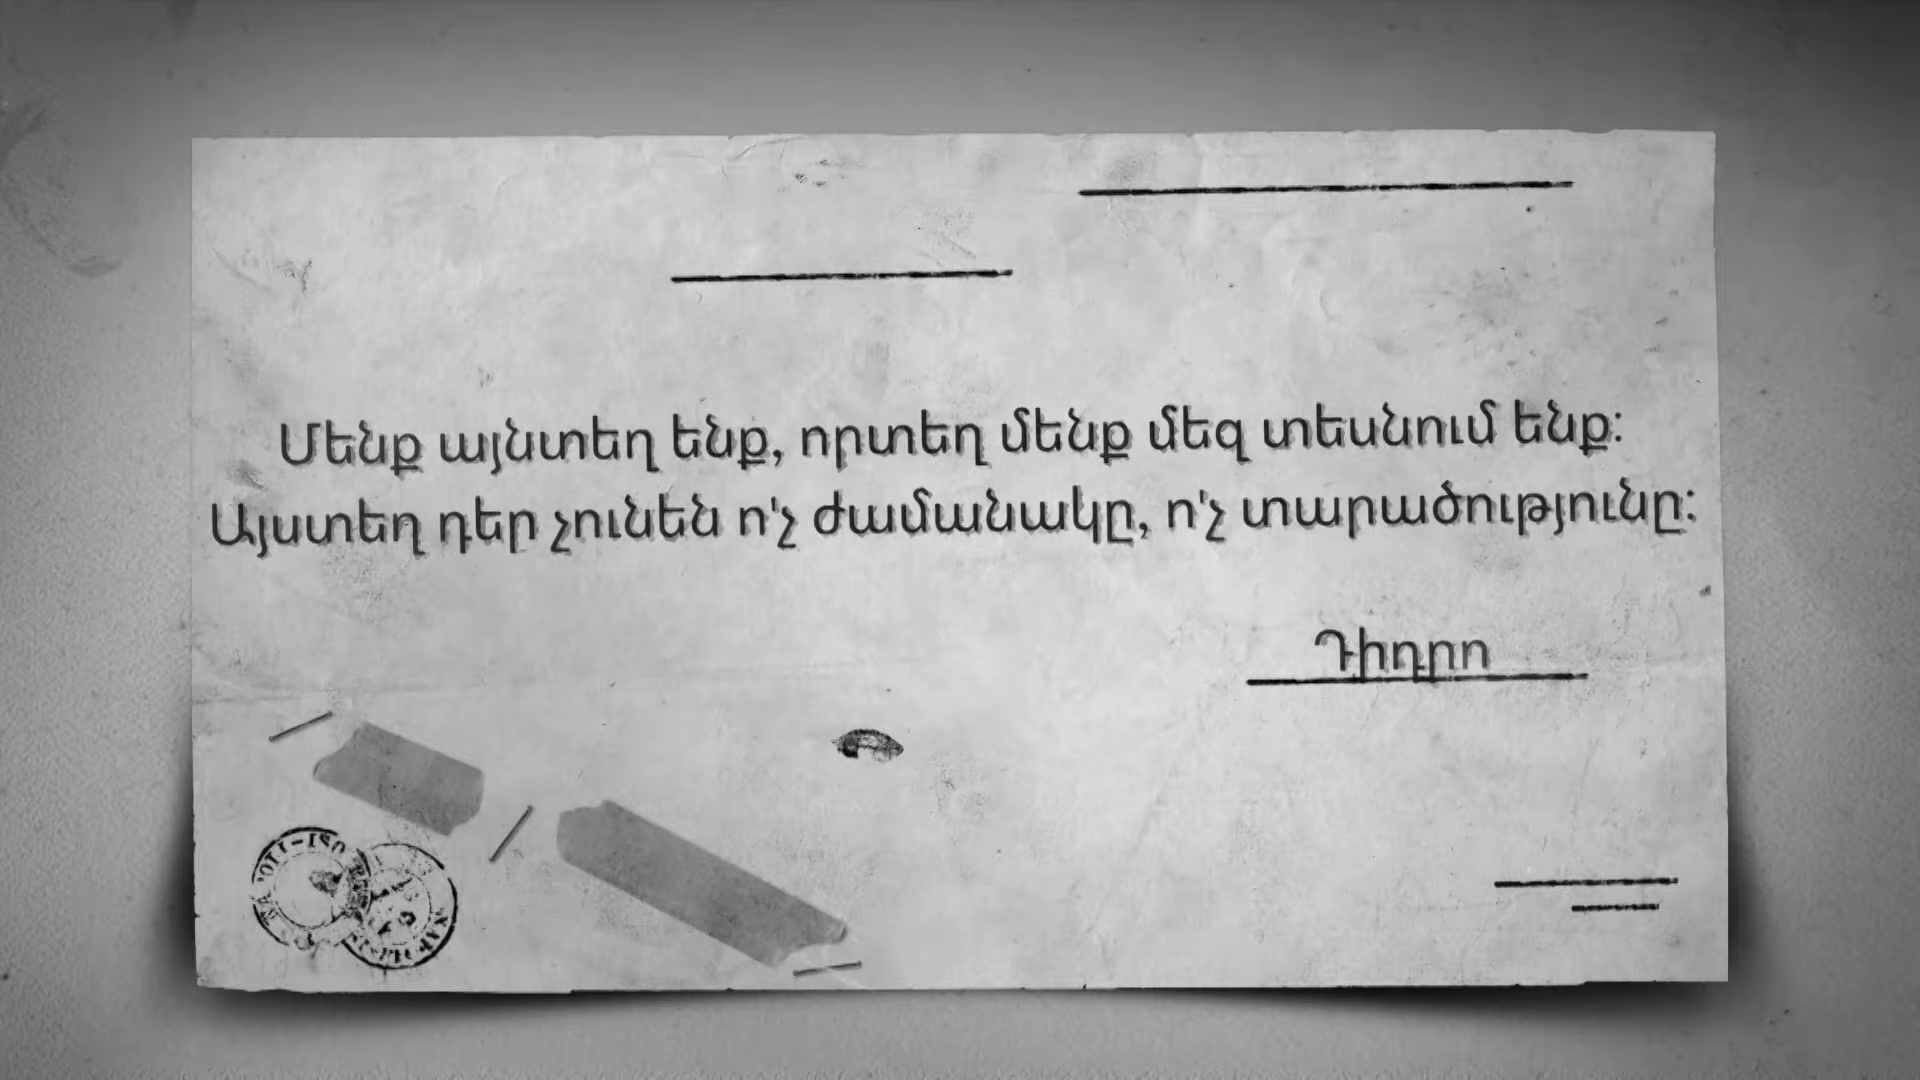 Մենք այնտեղ ենք, որտեղ մենք մեզ տեսնում ենք:
Այստեղ դեր չունեն ո'չ ժամանակը, ո'չ տարածությունը:
Դիդրո